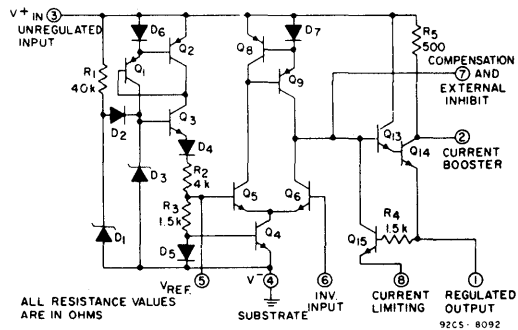 V+ IN ③
UNREGULATED
INPUT
D6
Q2
Q8
D7
R5
500
R1
40k
Q1
Q9
COMPENSATION
⑦ AND
EXTERNAL
INHIBIT
D2
Q3
Q13
②
Q14
CURRENT
BOOSTER
D4
D3
R2
4k
Q5
Q6
R3
1.5k
R4
1.5k
Q4
Q15
D1
D5
VREF.
⑤
V- ④
⑥
INV.
INPUT
⑧
CURRENT
LIMITING
①
REGULATED
OUTPUT
ALL RESISTANCE VALUES
ARE IN OHMS
SUBSTRATE
92CS-8092